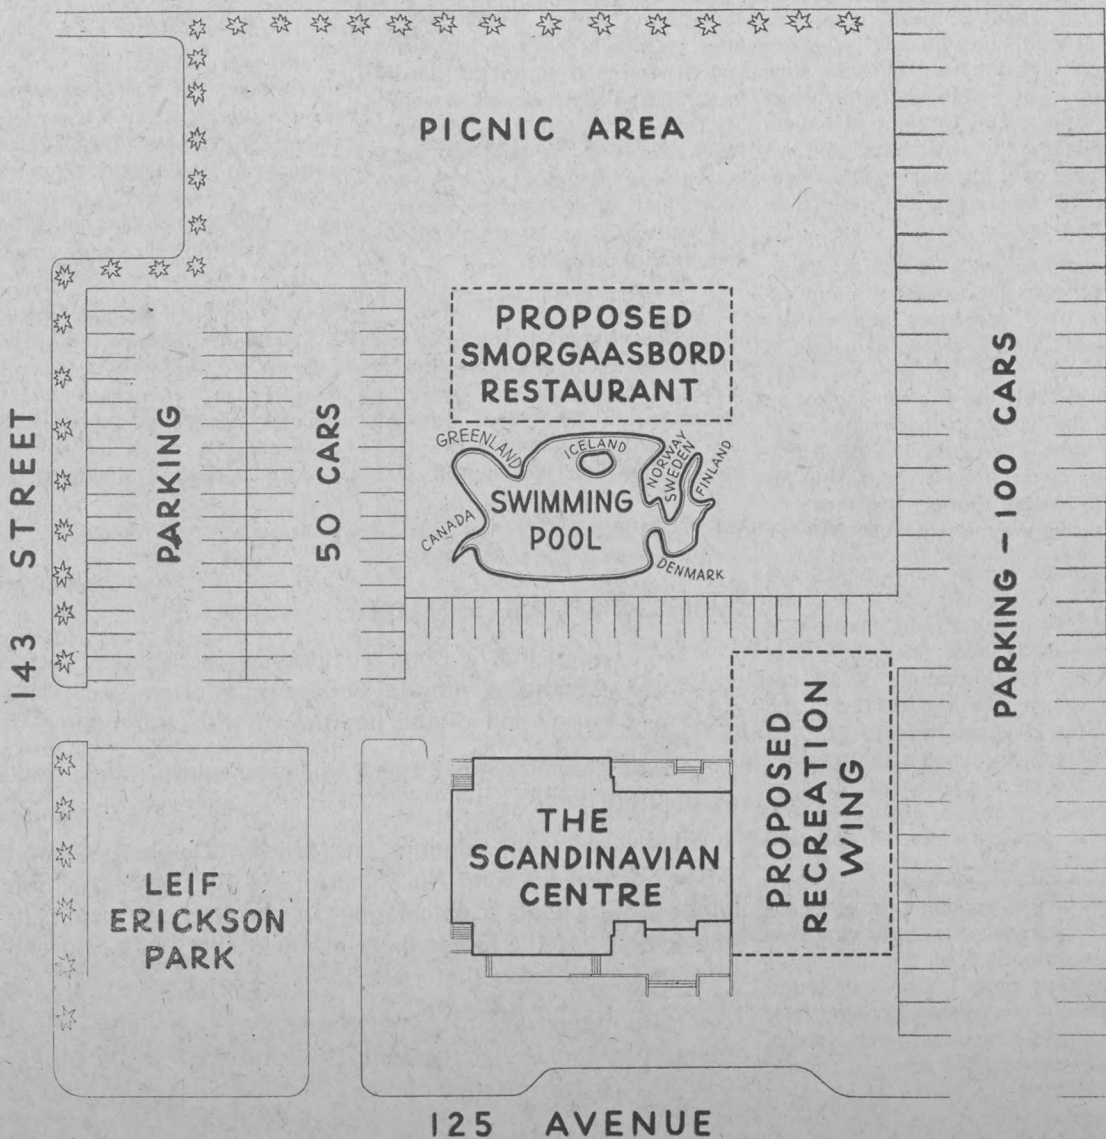 PICNIC AREA
PROPOSED
SMORGAASBORD
RESTAURANT
GREENLAND
ICELAND
NORWAY
SWEDEN
FINLAND
CANADA
SWIMMING
POOL
DENMARK
143 STREET
PARKING
50 CARS
PARKING - 100 CARS
PROPOSED
RECREATION
WING
THE
SCANDINAVIAN
CENTRE
LEIF
ERICKSON
PARK
125 AVENUE